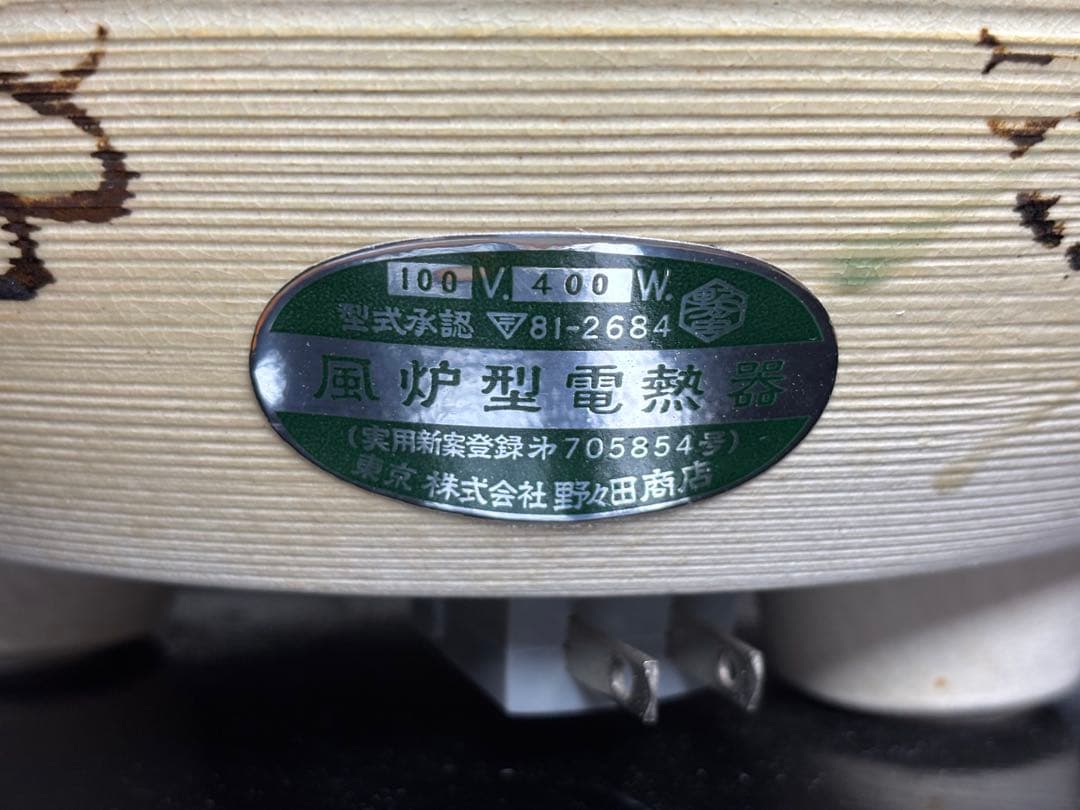 100 V. 400 W.
型式承認 〒81-2684
風炉型電熱器
(実用新案登録㐧705854号)
東京 株式会社 野々田商店